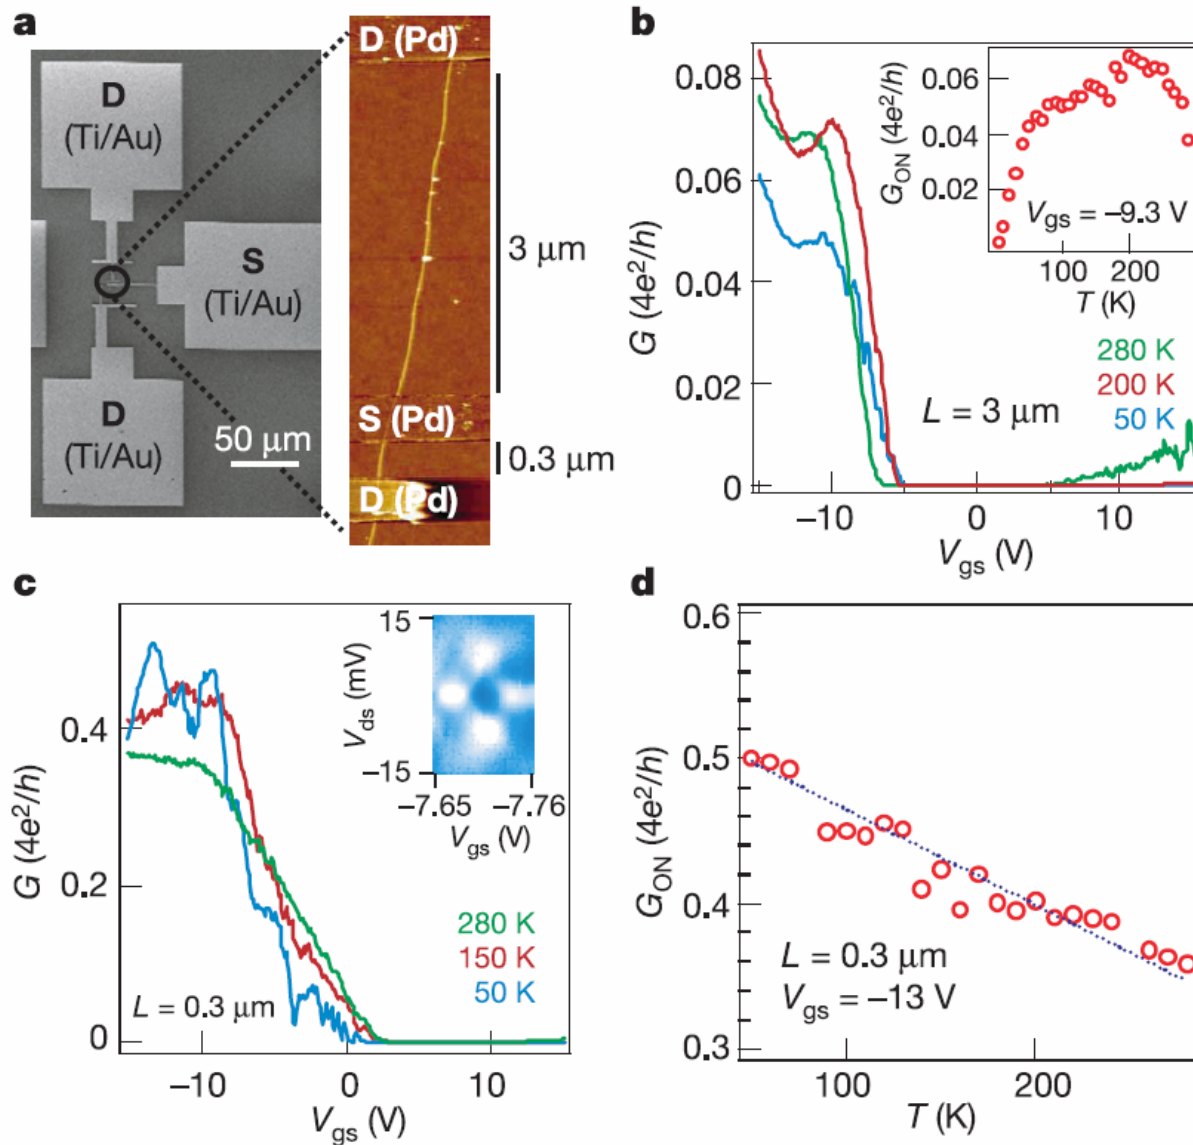 a
D
(Ti/Au)
S
(Ti/Au)
D
(Ti/Au)
50 μm
D (Pd)
3 μm
S (Pd)
0.3 μm
D (Pd)
b
G (4e²/h)
0.08
0.06
0.04
0.02
0
−10
0
10
V_gs (V)
G_ON (4e²/h)
0.06
0.04
0.02
V_gs = −9.3 V
100
200
T (K)
280 K
200 K
50 K
L = 3 μm
c
G (4e²/h)
0.4
0.2
0
−10
0
10
V_gs (V)
15
V_ds (mV)
−15
−7.65
−7.76
V_gs (V)
280 K
150 K
50 K
L = 0.3 μm
d
G_ON (4e²/h)
0.6
0.5
0.4
0.3
L = 0.3 μm
V_gs = −13 V
100
200
T (K)